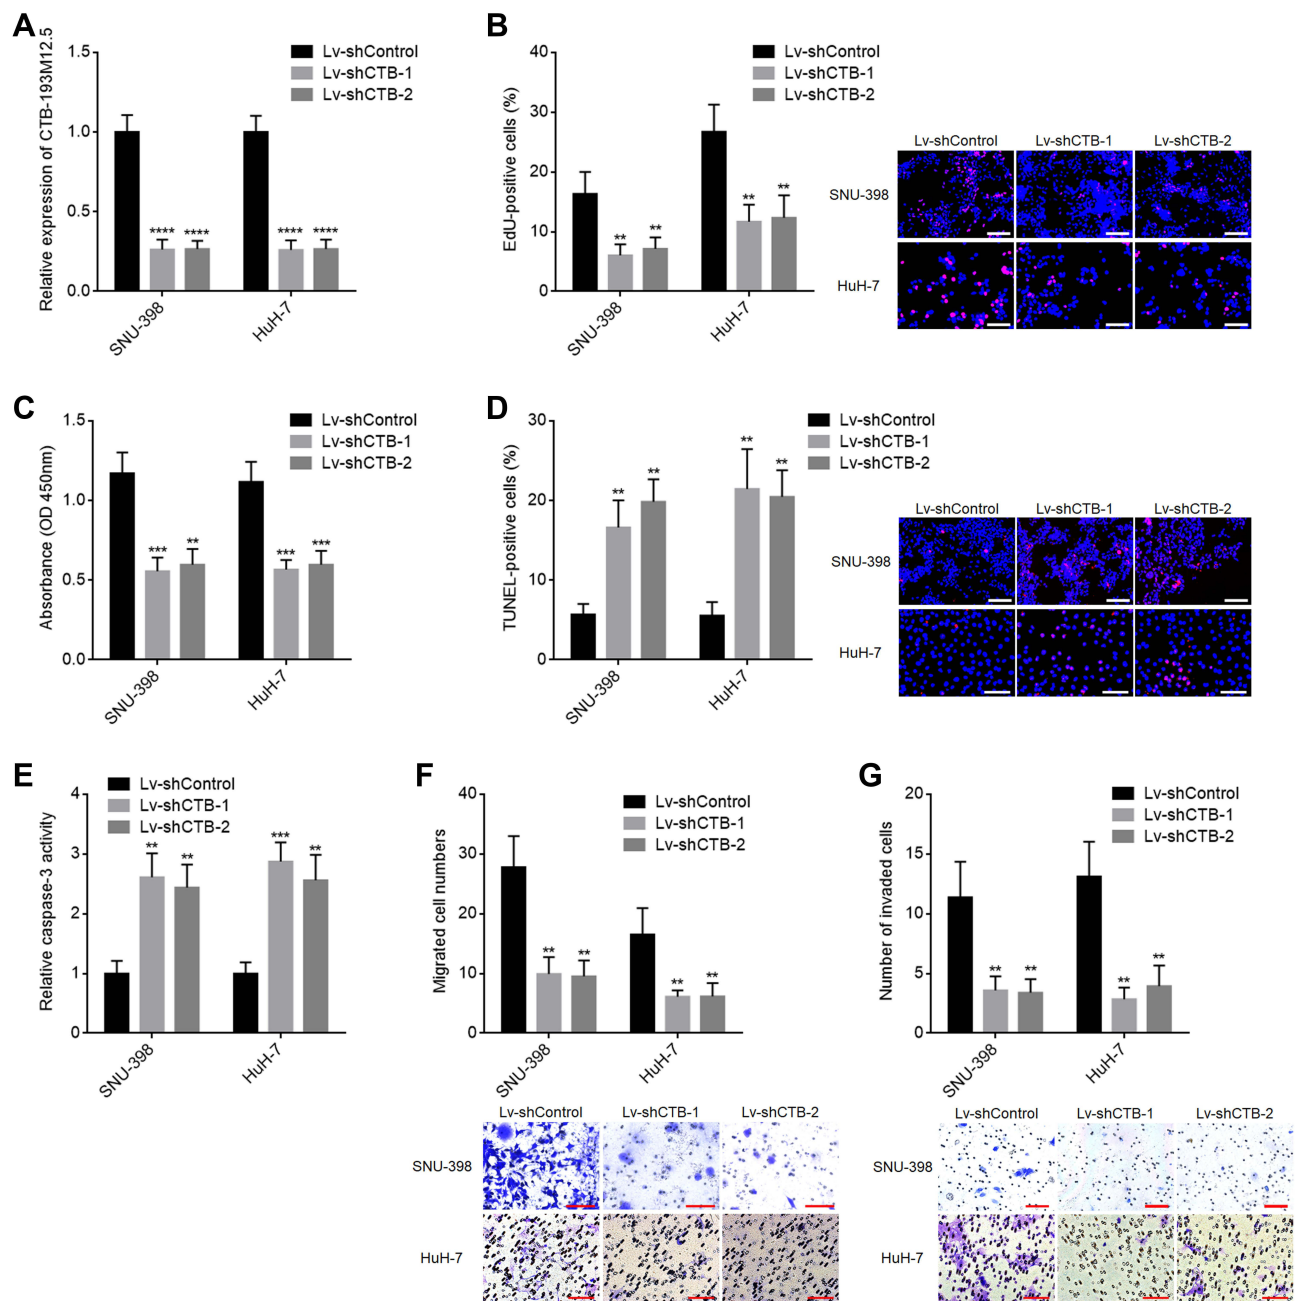 A
Relative expression of CTB-193M12.5
1.5
1.0
0.5
0.0
Lv-shControl
Lv-shCTB-1
Lv-shCTB-2
****
****
****
****
SNU-398
HuH-7
B
EdU-positive cells (%)
40
30
20
10
0
Lv-shControl
Lv-shCTB-1
Lv-shCTB-2
**
**
**
**
SNU-398
HuH-7
Lv-shControl
Lv-shCTB-1
Lv-shCTB-2
SNU-398
HuH-7
C
Absorbance (OD 450nm)
1.5
1.0
0.5
0.0
Lv-shControl
Lv-shCTB-1
Lv-shCTB-2
***
**
***
***
SNU-398
HuH-7
D
TUNEL-positive cells (%)
30
20
10
0
Lv-shControl
Lv-shCTB-1
Lv-shCTB-2
**
**
**
**
SNU-398
HuH-7
Lv-shControl
Lv-shCTB-1
Lv-shCTB-2
SNU-398
HuH-7
E
Relative caspase-3 activity
4
3
2
1
0
Lv-shControl
Lv-shCTB-1
Lv-shCTB-2
**
**
***
**
SNU-398
HuH-7
F
Migrated cell numbers
40
30
20
10
0
Lv-shControl
Lv-shCTB-1
Lv-shCTB-2
**
**
**
**
SNU-398
HuH-7
Lv-shControl
Lv-shCTB-1
Lv-shCTB-2
SNU-398
HuH-7
G
Number of invaded cells
20
15
10
5
0
Lv-shControl
Lv-shCTB-1
Lv-shCTB-2
**
**
**
**
SNU-398
HuH-7
Lv-shControl
Lv-shCTB-1
Lv-shCTB-2
SNU-398
HuH-7